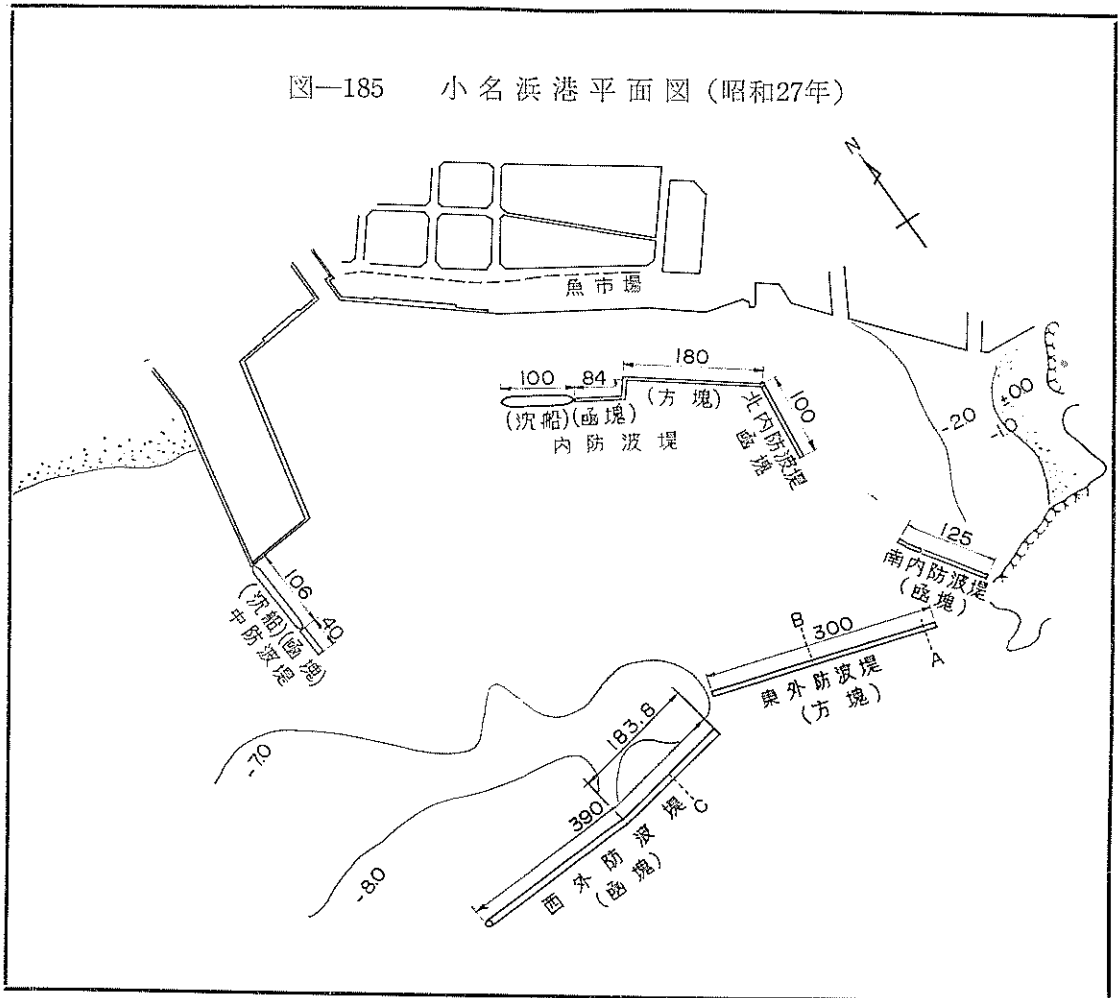 図—185 小名浜港平面図(昭和27年)
N
魚市場
180
100 84
(方塊)
(沈船)(函塊)
内防波堤
100
北内防波堤
函塊
-2.0
-1.0
±0.0
125
南内防波堤
(函塊)
106
40
(沈船)(函塊)
中防波堤
B
300
A
東外防波堤
(方塊)
183.8
390
C
西外防波堤
(函塊)
-7.0
-8.0